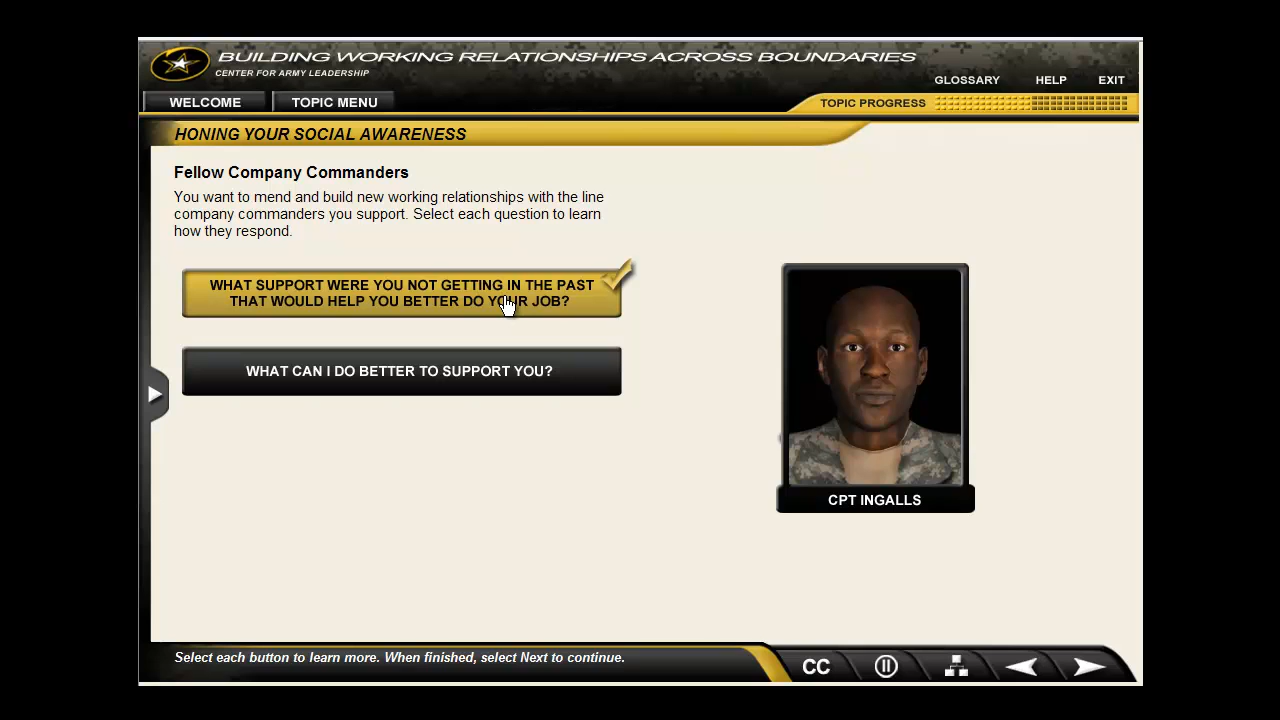 BUILDING WORKING RELATIONSHIPS ACROSS BOUNDARIES
CENTER FOR ARMY LEADERSHIP
GLOSSARY HELP EXIT
WELCOME TOPIC MENU
TOPIC PROGRESS
HONING YOUR SOCIAL AWARENESS
Fellow Company Commanders
You want to mend and build new working relationships with the line
company commanders you support. Select each question to learn
how they respond.
WHAT SUPPORT WERE YOU NOT GETTING IN THE PAST
THAT WOULD HELP YOU BETTER DO YOUR JOB?
WHAT CAN I DO BETTER TO SUPPORT YOU?
CPT INGALLS
Select each button to learn more. When finished, select Next to continue.
CC